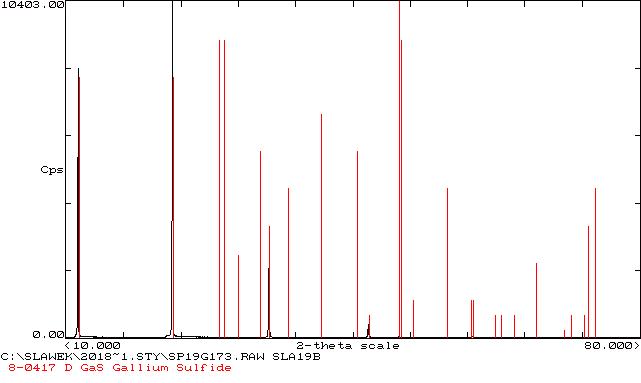 10403.00
Cps
0.00
<10.000 2-theta scale 80.000>
C:\SLAWEK\2018~1.STY\SP19G173.RAW SLA19B
8-0417 D GaS Gallium Sulfide